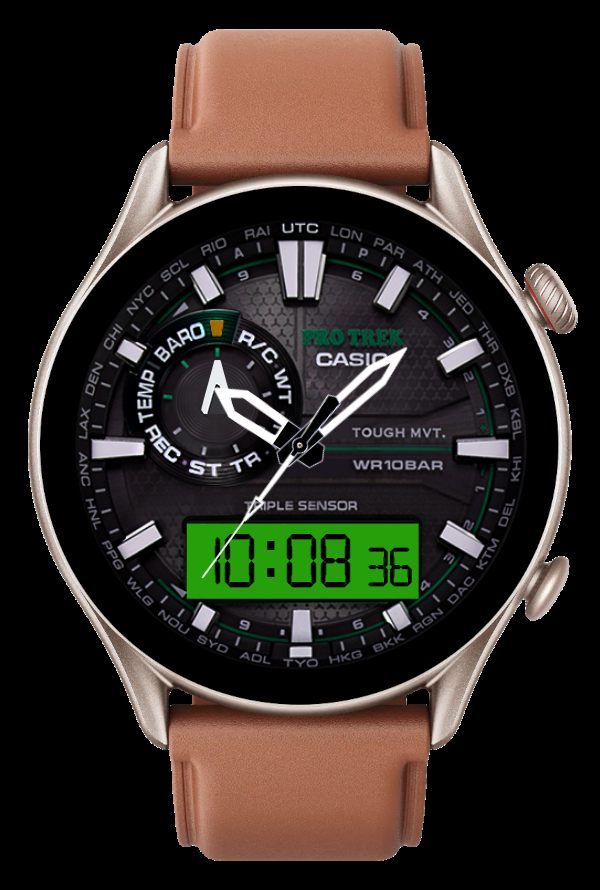 UTC LON PAR ATH JED THR DXB KBL KHI DEL KTM DAC RGN BKK HKG TYO ADL SYD NOU WLG PPG HNL ANC LAX DEN CHI NYC SCL RIO RAI
BARO R/C·WT
TEMP
REC·ST·TR
PRO TREK
CASIO
TOUGH MVT.
WR10BAR
TRIPLE SENSOR
10:08 36